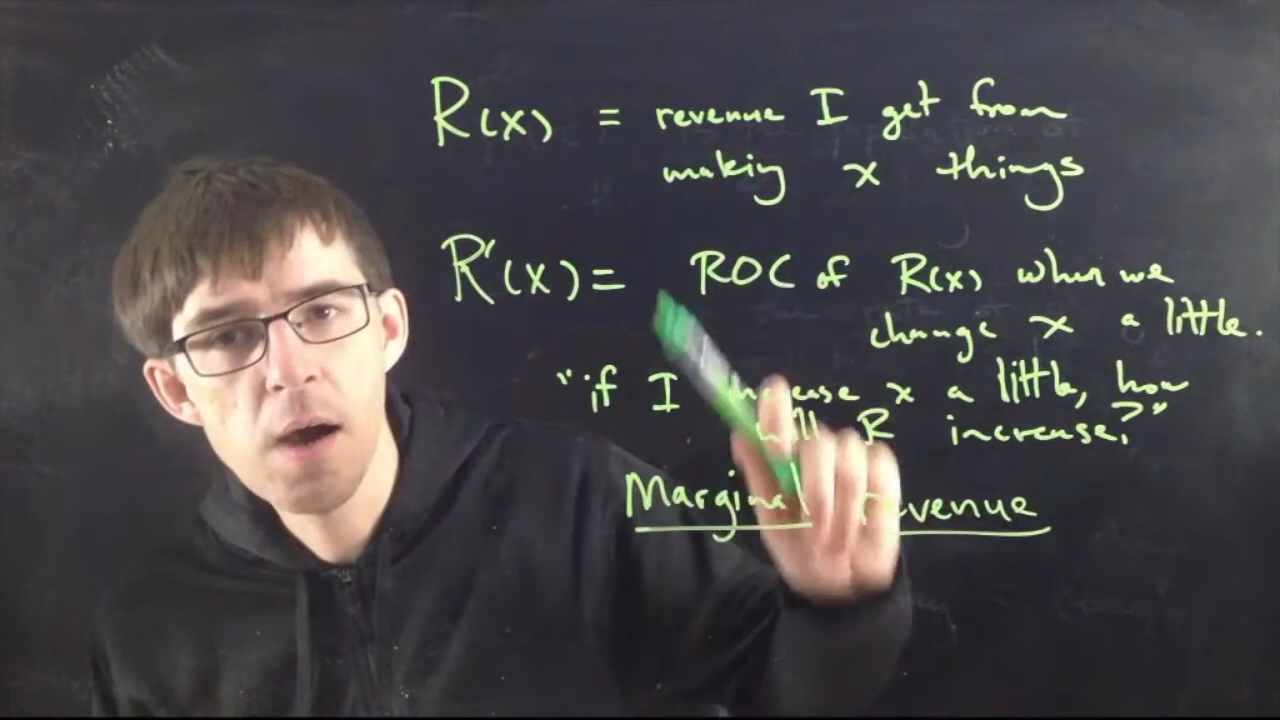 R(x) = revenue I get from
making x things
R'(x) = ROC of R(x) when we
change x a little.
"if I increase x a little, how
will R increase?"
Marginal revenue